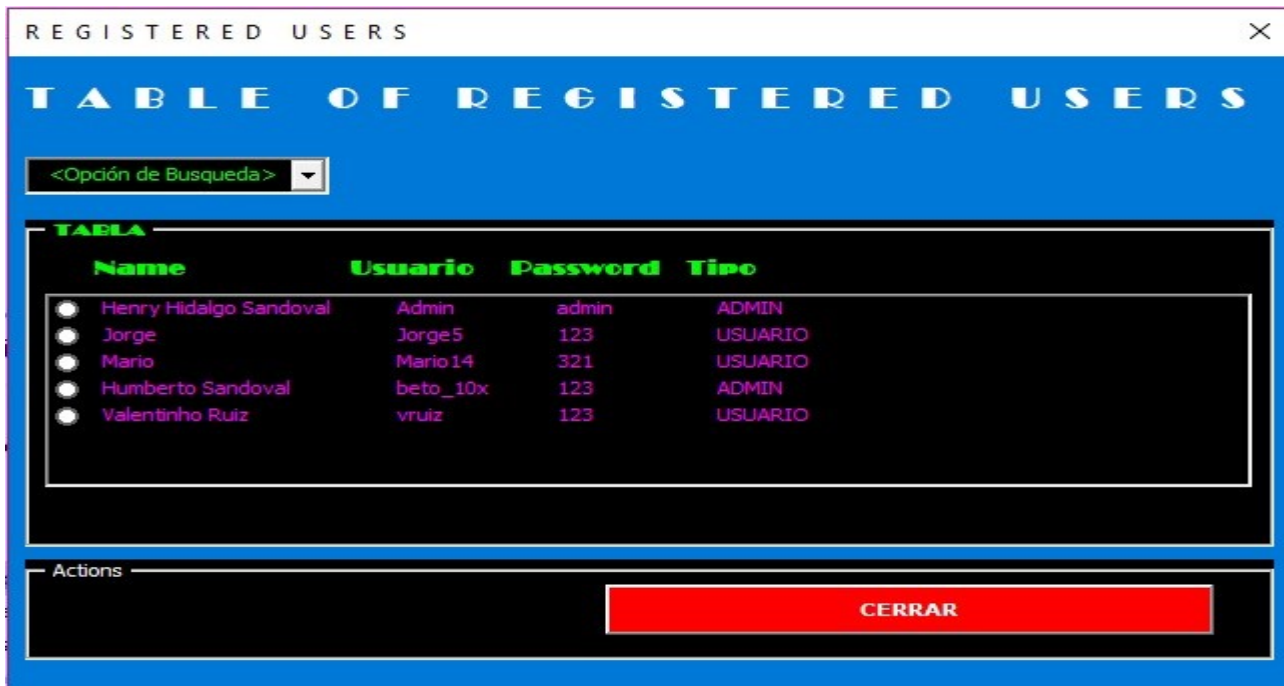 REGISTERED USERS
TABLE OF REGISTERED USERS
<Opción de Busqueda>
TABLA
Name Usuario Password Tipo
Henry Hidalgo Sandoval Admin admin ADMIN
Jorge Jorge5 123 USUARIO
Mario Mario14 321 USUARIO
Humberto Sandoval beto_10x 123 ADMIN
Valentinho Ruiz vruiz 123 USUARIO
Actions
CERRAR